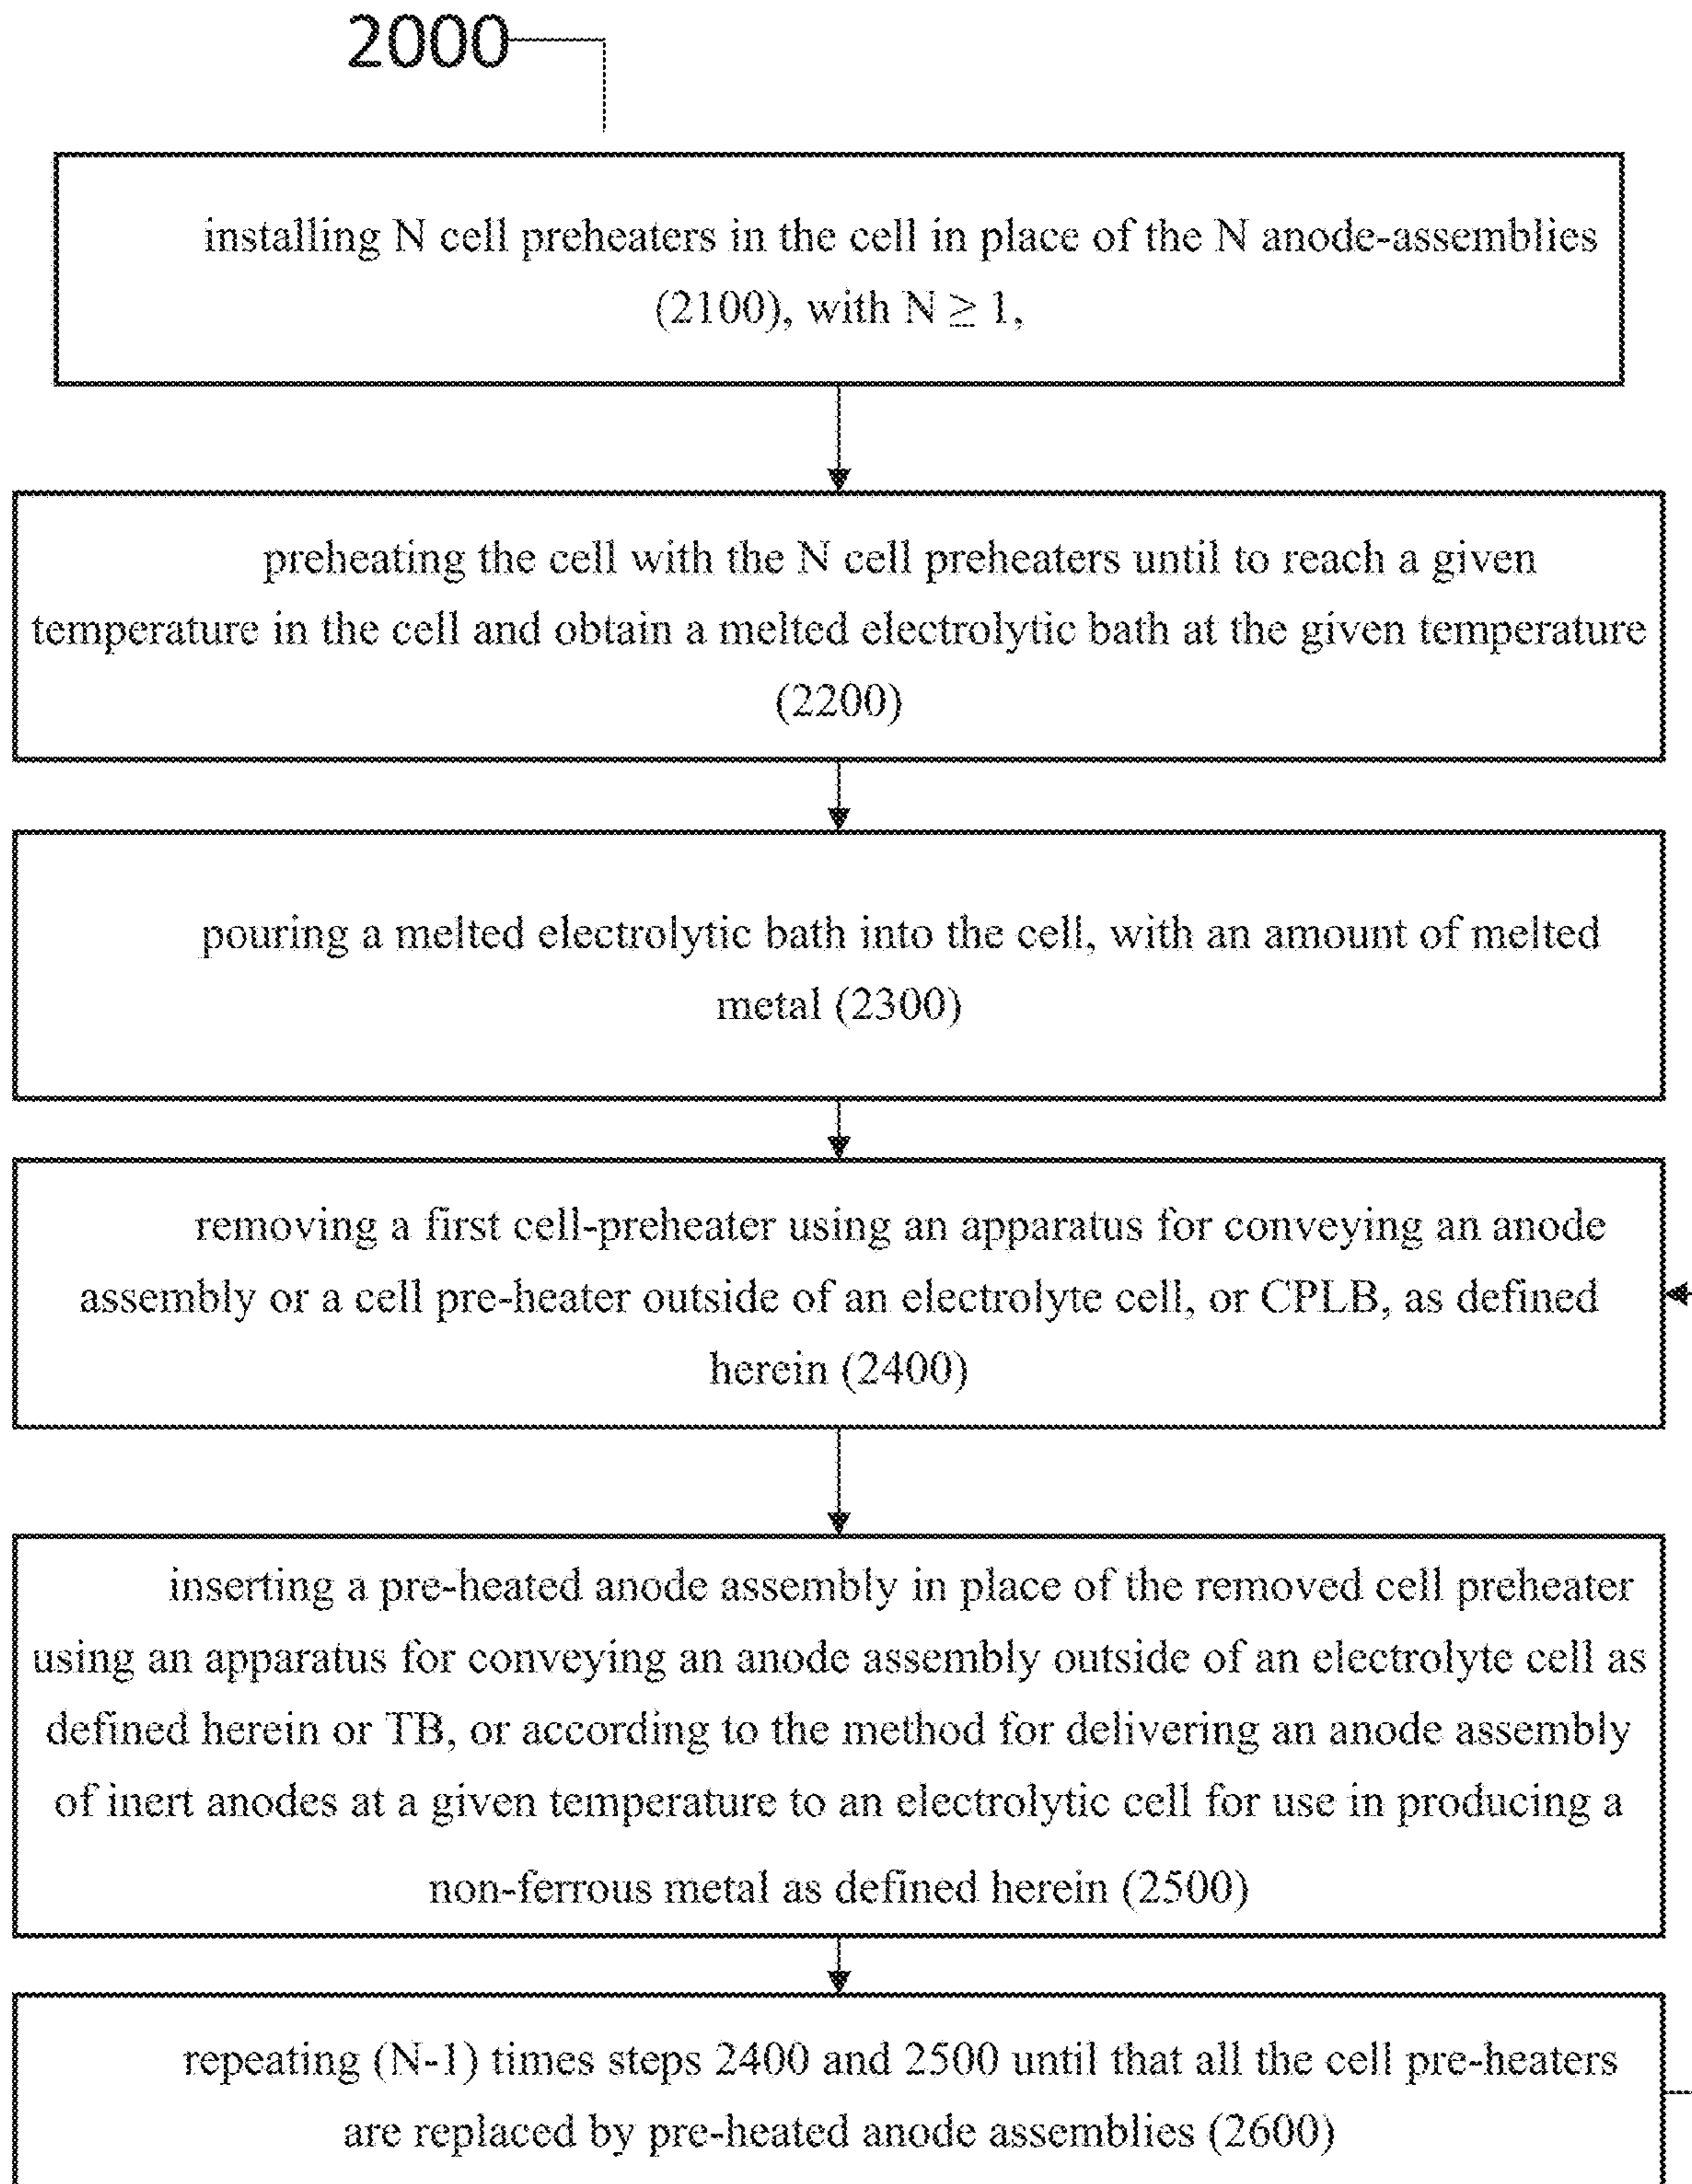 2000
installing N cell preheaters in the cell in place of the N anode-assemblies
(2100), with N ≥ 1,
preheating the cell with the N cell preheaters until to reach a given
temperature in the cell and obtain a melted electrolytic bath at the given temperature
(2200)
pouring a melted electrolytic bath into the cell, with an amount of melted
metal (2300)
removing a first cell-preheater using an apparatus for conveying an anode
assembly or a cell pre-heater outside of an electrolyte cell, or CPLB, as defined
herein (2400)
inserting a pre-heated anode assembly in place of the removed cell preheater
using an apparatus for conveying an anode assembly outside of an electrolyte cell as
defined herein or TB, or according to the method for delivering an anode assembly
of inert anodes at a given temperature to an electrolytic cell for use in producing a
non-ferrous metal as defined herein (2500)
repeating (N-1) times steps 2400 and 2500 until that all the cell pre-heaters
are replaced by pre-heated anode assemblies (2600)